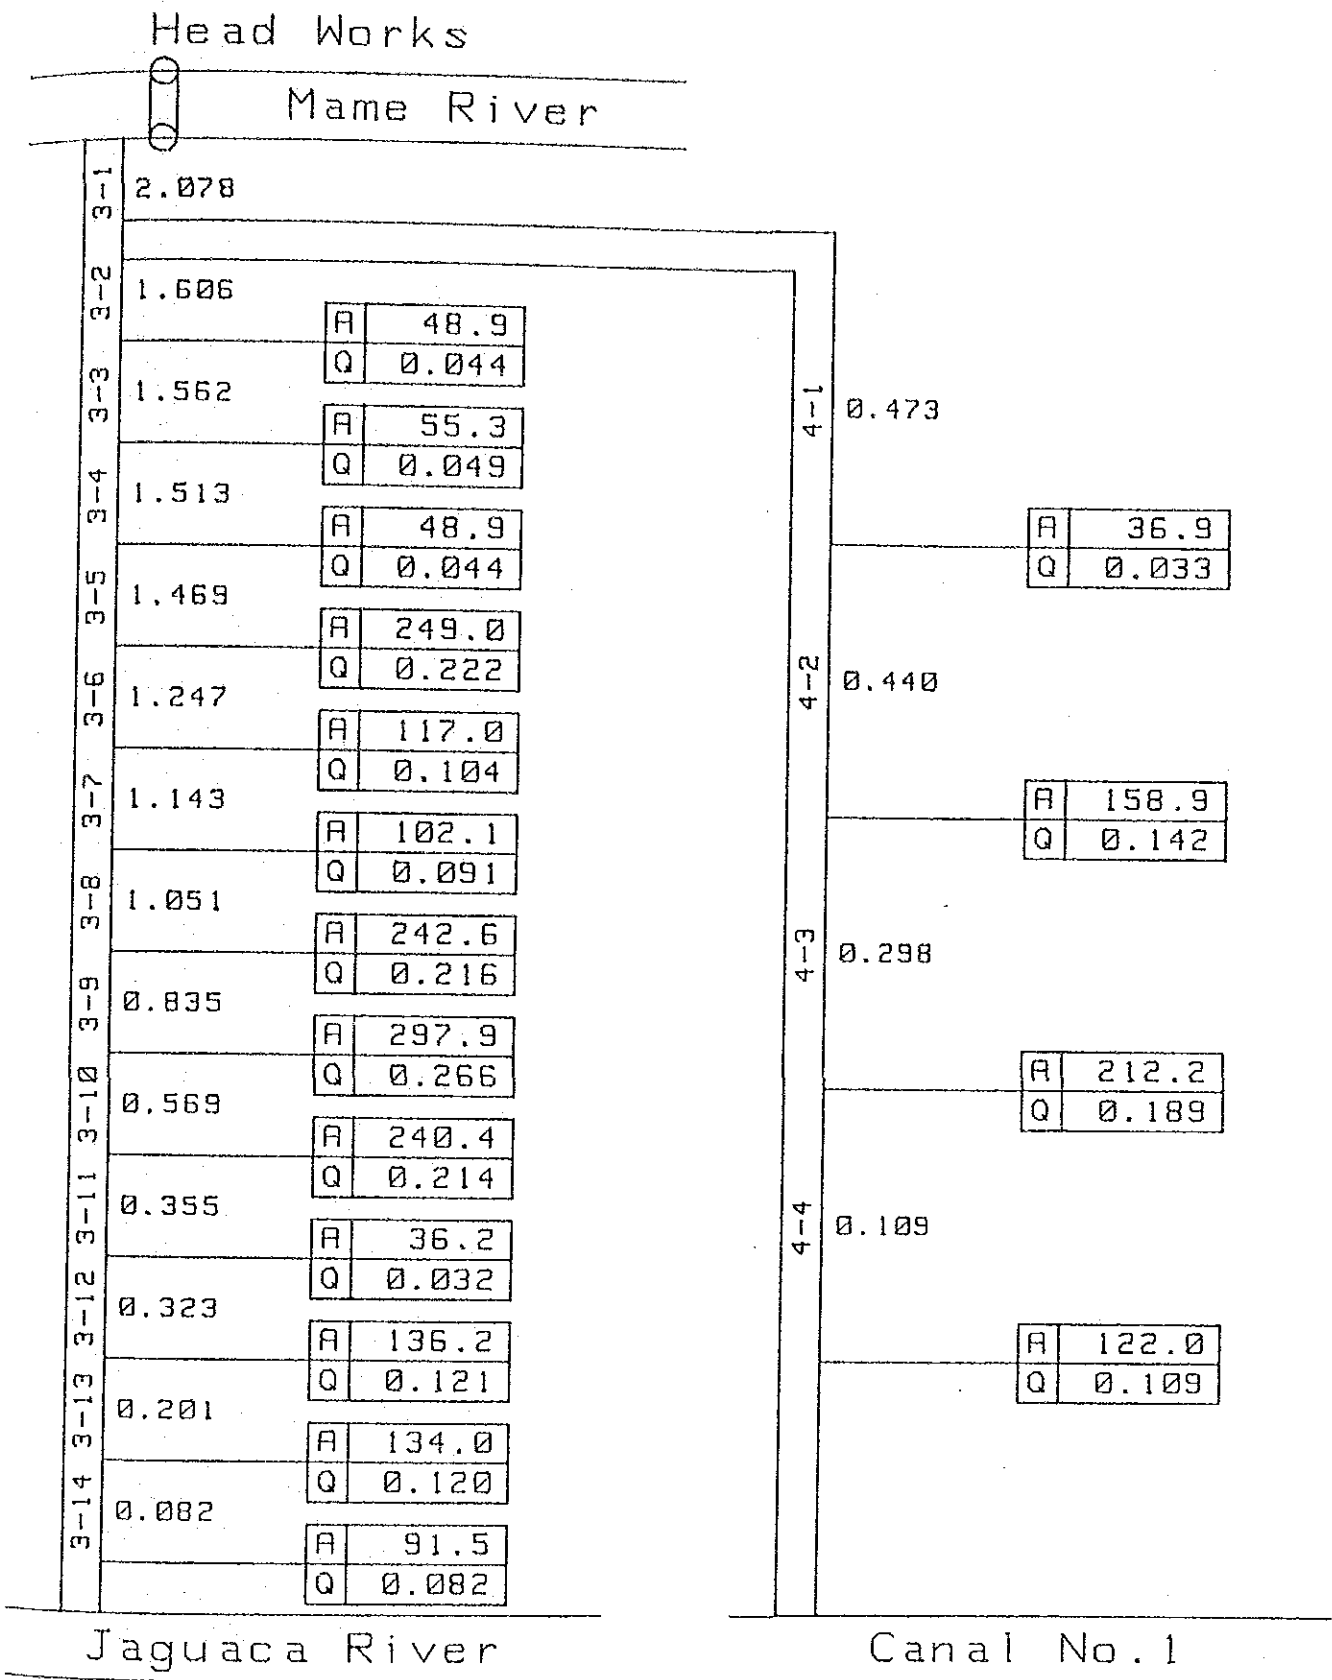 Head Works
Mame River
3-1 2.078
3-2 1.606
A 48.9
Q 0.044
3-3 1.562
A 55.3
Q 0.049
3-4 1.513
A 48.9
Q 0.044
3-5 1.469
A 249.0
Q 0.222
3-6 1.247
A 117.0
Q 0.104
3-7 1.143
A 102.1
Q 0.091
3-8 1.051
A 242.6
Q 0.216
3-9 0.835
A 297.9
Q 0.266
3-10 0.569
A 240.4
Q 0.214
3-11 0.355
A 36.2
Q 0.032
3-12 0.323
A 136.2
Q 0.121
3-13 0.201
A 134.0
Q 0.120
3-14 0.082
A 91.5
Q 0.082
Jaguaca River
4-1 0.473
A 36.9
Q 0.033
4-2 0.440
A 158.9
Q 0.142
4-3 0.298
A 212.2
Q 0.189
4-4 0.109
A 122.0
Q 0.109
Canal No.1